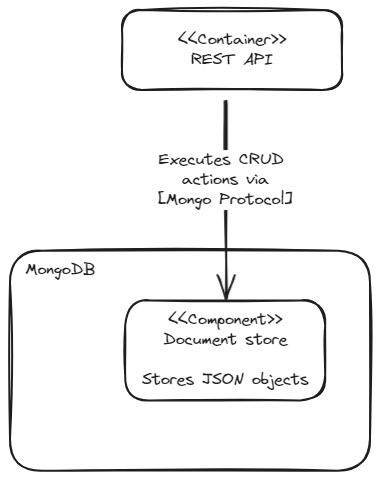 <<Container>>
REST API
Executes CRUD
actions via
[Mongo Protocol]
MongoDB
<<Component>>
Document store
Stores JSON objects